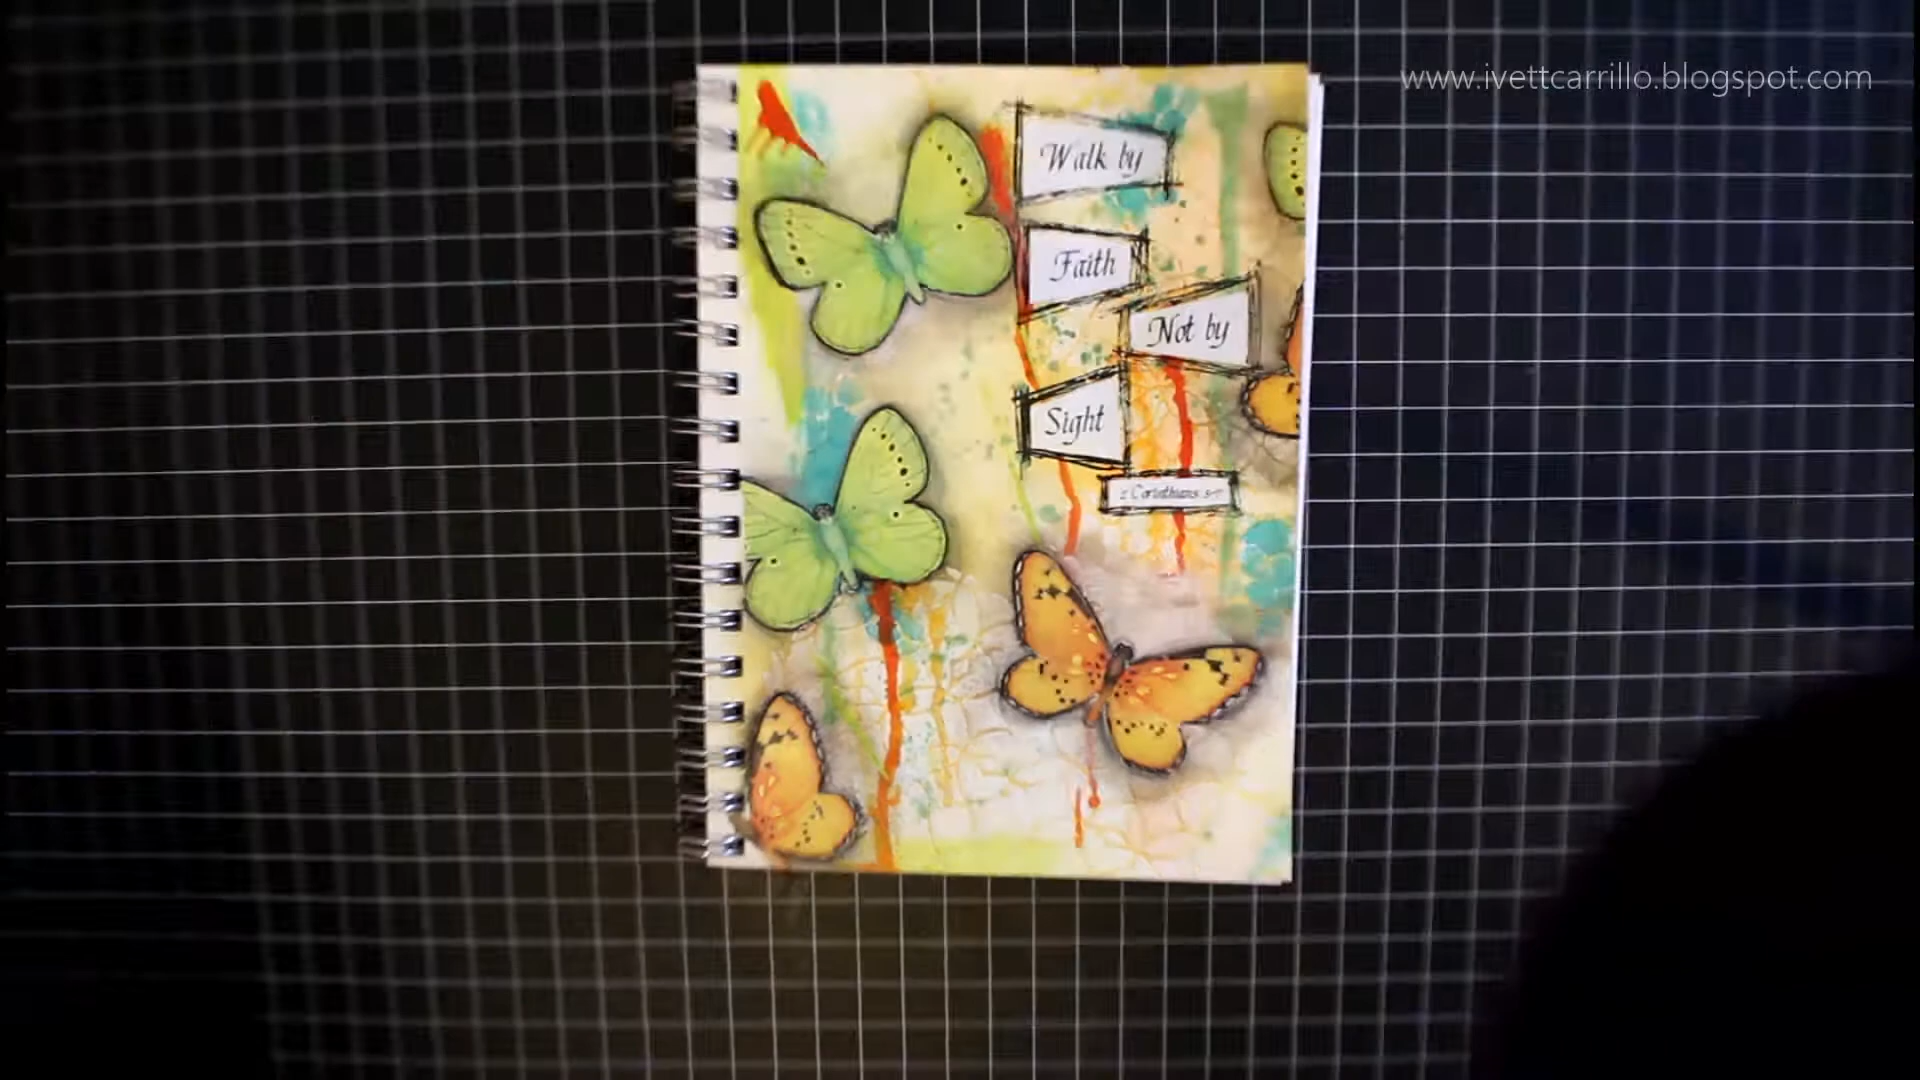 www.ivettcarrillo.blogspot.com
Walk by
Faith
Not by
Sight
Corinthians